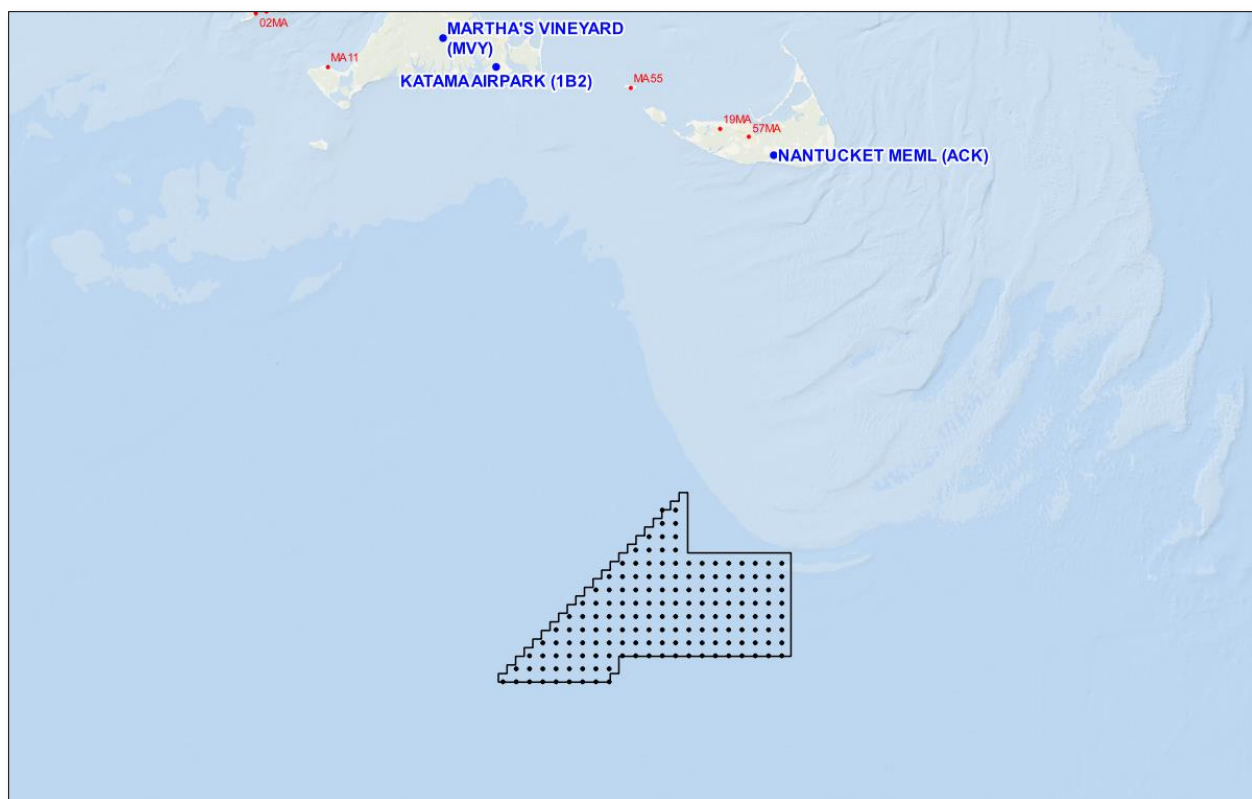 02MA
MARTHA'S VINEYARD
(MVY)
MA11
KATAMA AIRPARK (1B2)
MA55
19MA
57MA
NANTUCKET MEML (ACK)